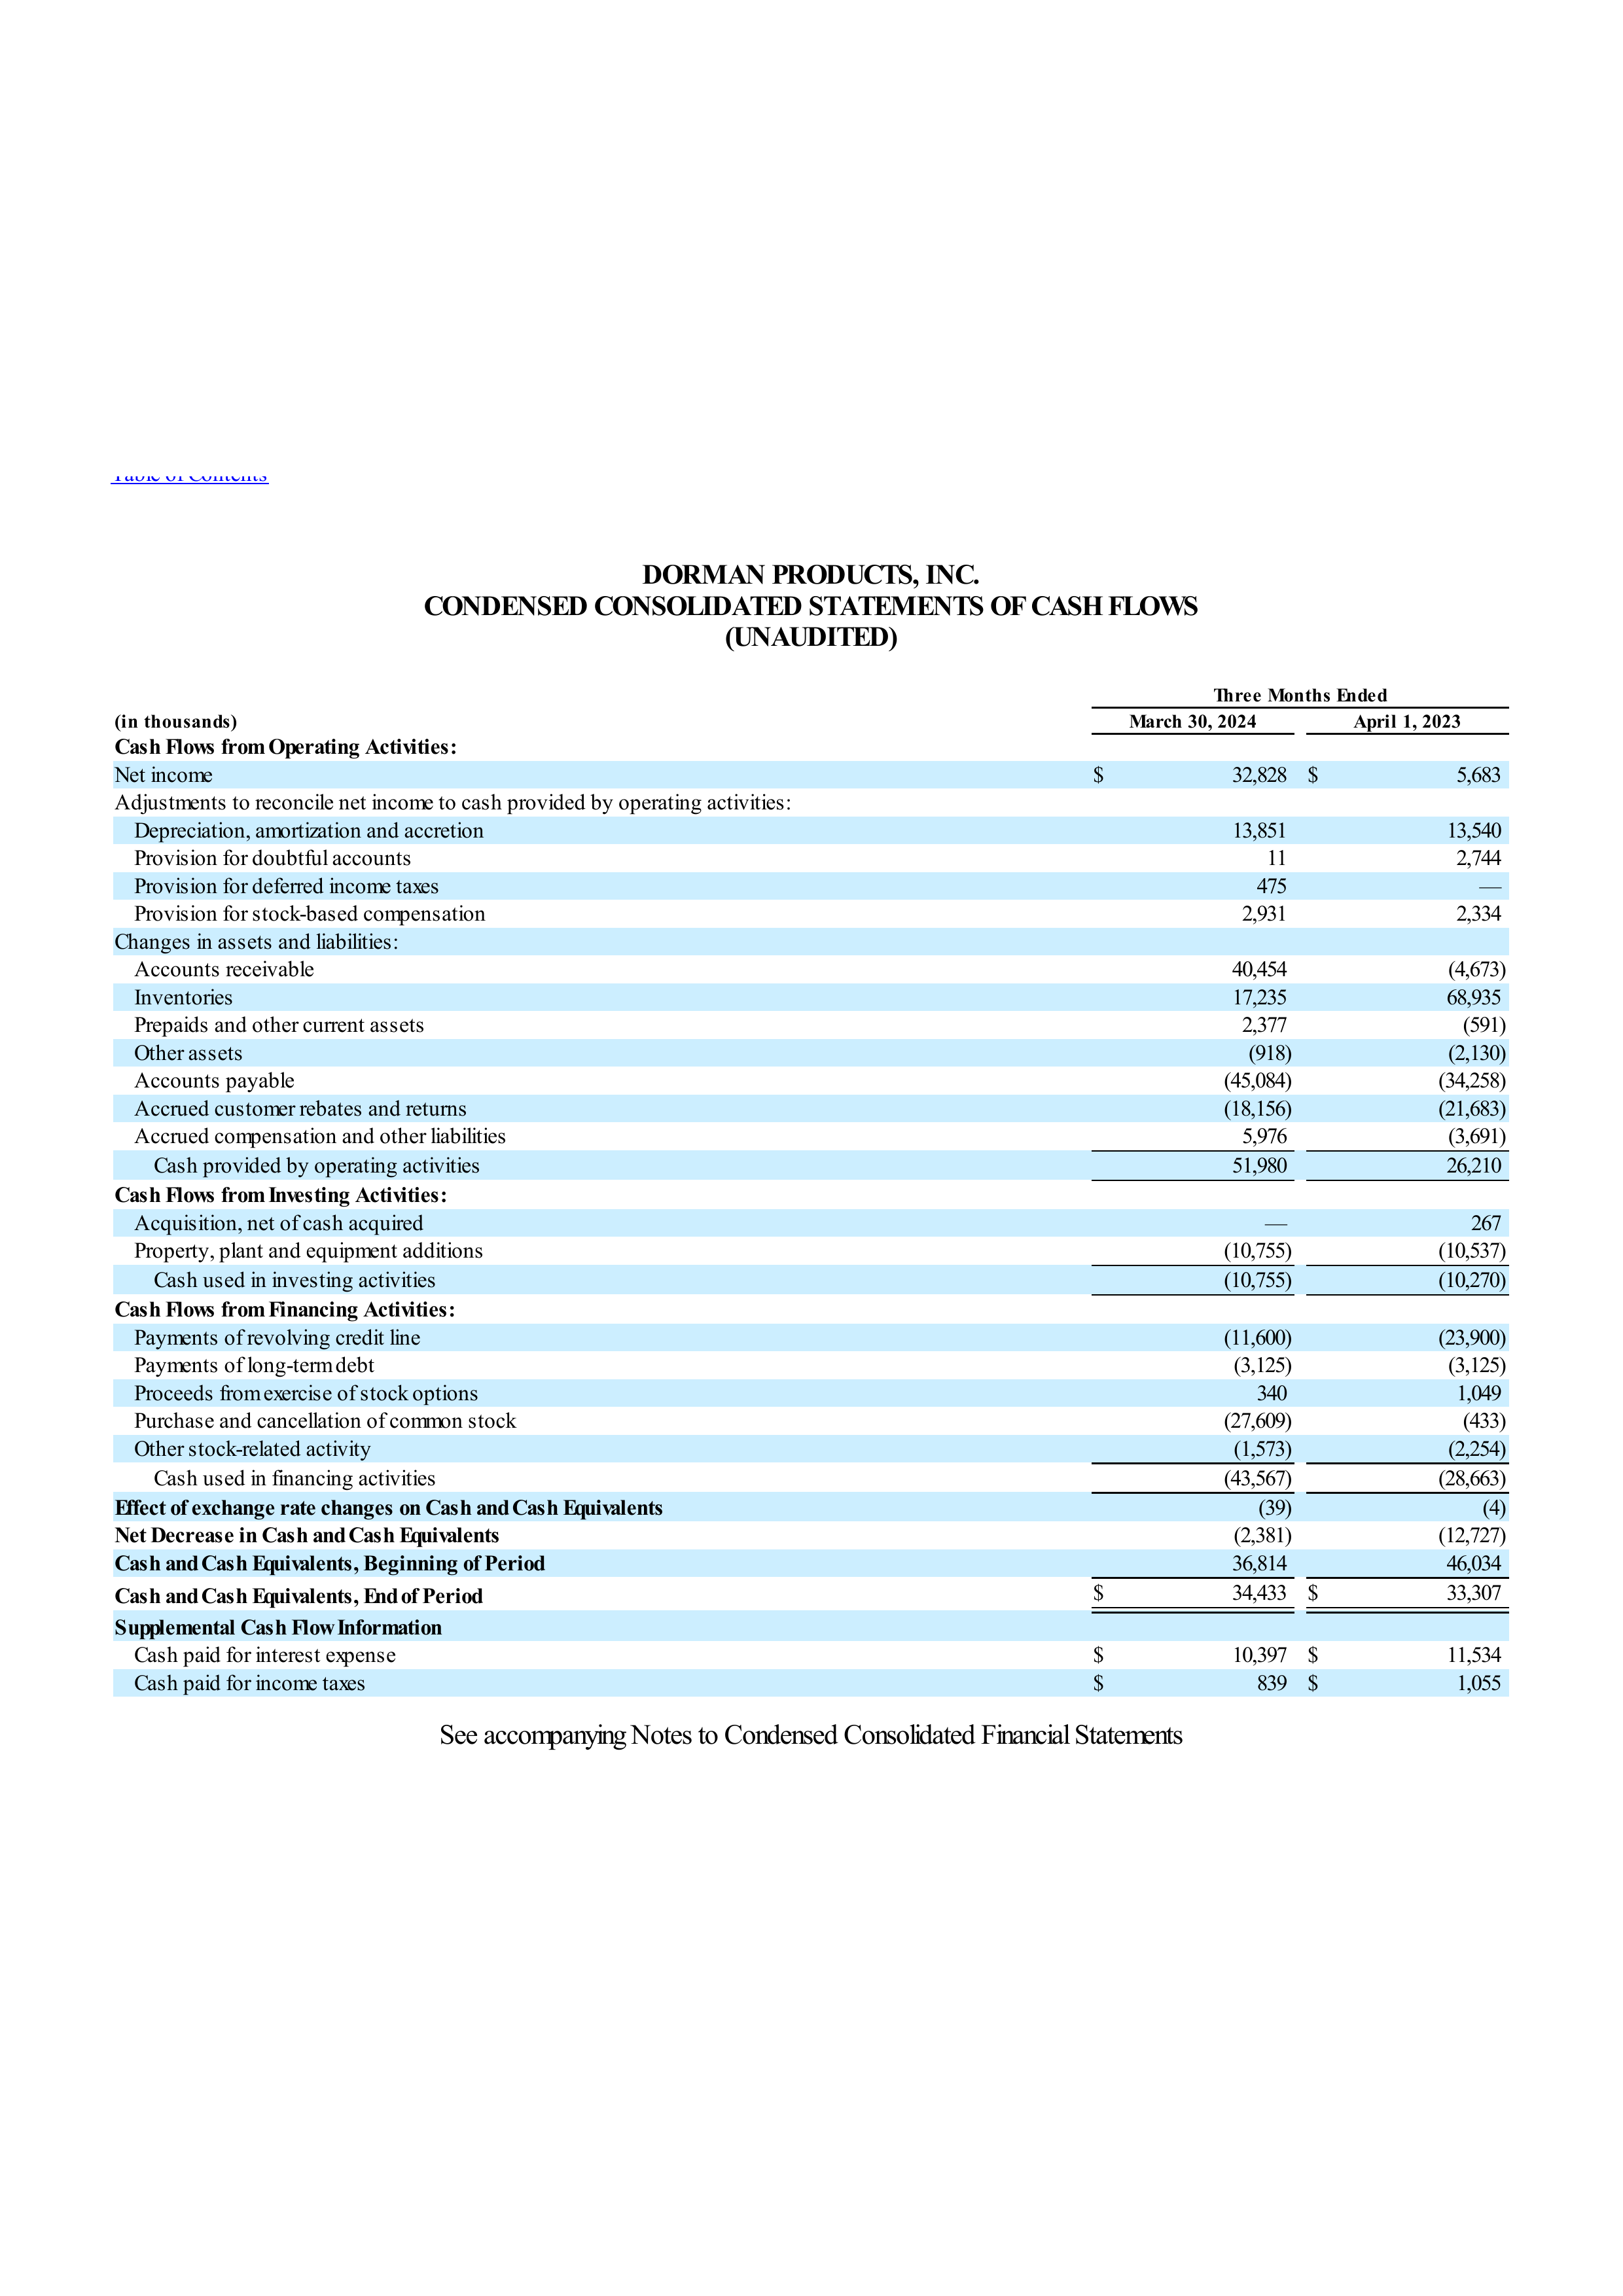 Table of Contents
DORMAN PRODUCTS, INC.
CONDENSED CONSOLIDATED STATEMENTS OF CASH FLOWS
(UNAUDITED)
Three Months Ended
(in thousands) March 30, 2024 April 1, 2023
Cash Flows from Operating Activities:
Net income $ 32,828 $ 5,683
Adjustments to reconcile net income to cash provided by operating activities:
Depreciation, amortization and accretion 13,851 13,540
Provision for doubtful accounts 11 2,744
Provision for deferred income taxes 475 —
Provision for stock-based compensation 2,931 2,334
Changes in assets and liabilities:
Accounts receivable 40,454 (4,673)
Inventories 17,235 68,935
Prepaids and other current assets 2,377 (591)
Other assets (918) (2,130)
Accounts payable (45,084) (34,258)
Accrued customer rebates and returns (18,156) (21,683)
Accrued compensation and other liabilities 5,976 (3,691)
Cash provided by operating activities 51,980 26,210
Cash Flows from Investing Activities:
Acquisition, net of cash acquired — 267
Property, plant and equipment additions (10,755) (10,537)
Cash used in investing activities (10,755) (10,270)
Cash Flows from Financing Activities:
Payments of revolving credit line (11,600) (23,900)
Payments of long-term debt (3,125) (3,125)
Proceeds from exercise of stock options 340 1,049
Purchase and cancellation of common stock (27,609) (433)
Other stock-related activity (1,573) (2,254)
Cash used in financing activities (43,567) (28,663)
Effect of exchange rate changes on Cash and Cash Equivalents (39) (4)
Net Decrease in Cash and Cash Equivalents (2,381) (12,727)
Cash and Cash Equivalents, Beginning of Period 36,814 46,034
Cash and Cash Equivalents, End of Period $ 34,433 $ 33,307
Supplemental Cash Flow Information
Cash paid for interest expense $ 10,397 $ 11,534
Cash paid for income taxes $ 839 $ 1,055
See accompanying Notes to Condensed Consolidated Financial Statements